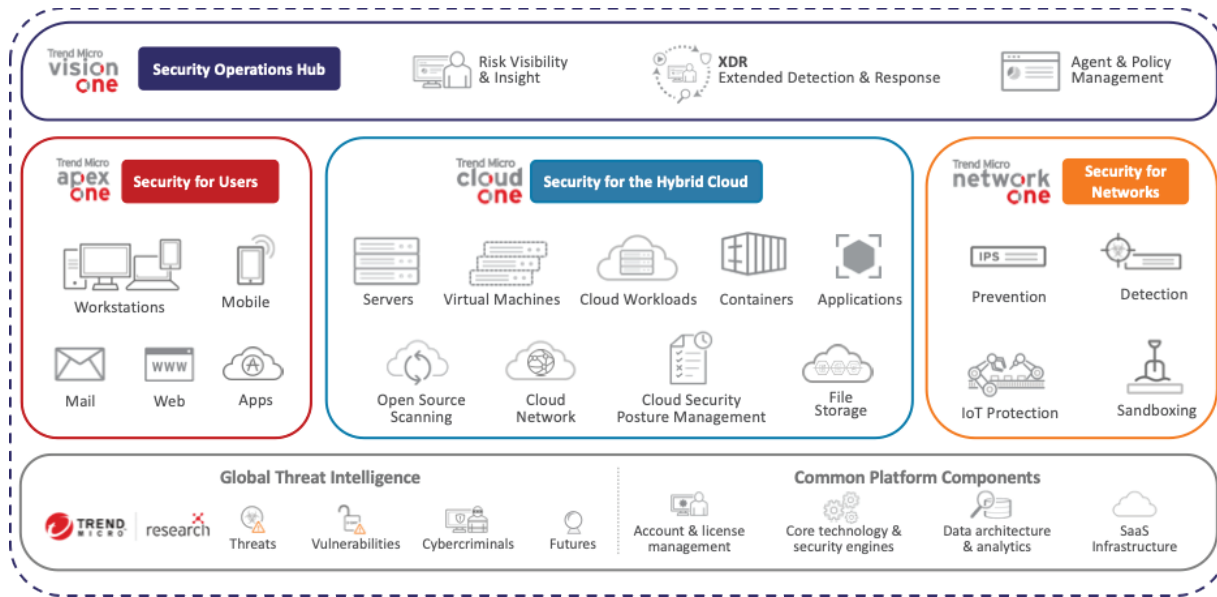 Trend Micro
vision
one
Security Operations Hub
Risk Visibility
& Insight
XDR
Extended Detection & Response
Agent & Policy
Management
Trend Micro
apex
one
Security for Users
Workstations
Mobile
Mail
www
Web
Apps
Trend Micro
cloud
one
Security for the Hybrid Cloud
Servers
Virtual Machines
Cloud Workloads
Containers
Applications
Open Source
Scanning
Cloud
Network
Cloud Security
Posture Management
File
Storage
Trend Micro
network
one
Security for
Networks
IPS
Prevention
Detection
IoT Protection
Sandboxing
Global Threat Intelligence
TREND
MICRO
research
Threats
Vulnerabilities
Cybercriminals
Futures
Common Platform Components
Account & license
management
Core technology &
security engines
Data architecture
& analytics
SaaS
Infrastructure